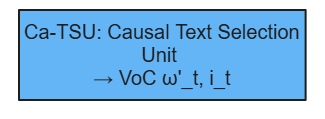 Ca-TSU: Causal Text Selection
Unit
→ VoC ω'_t, i_t